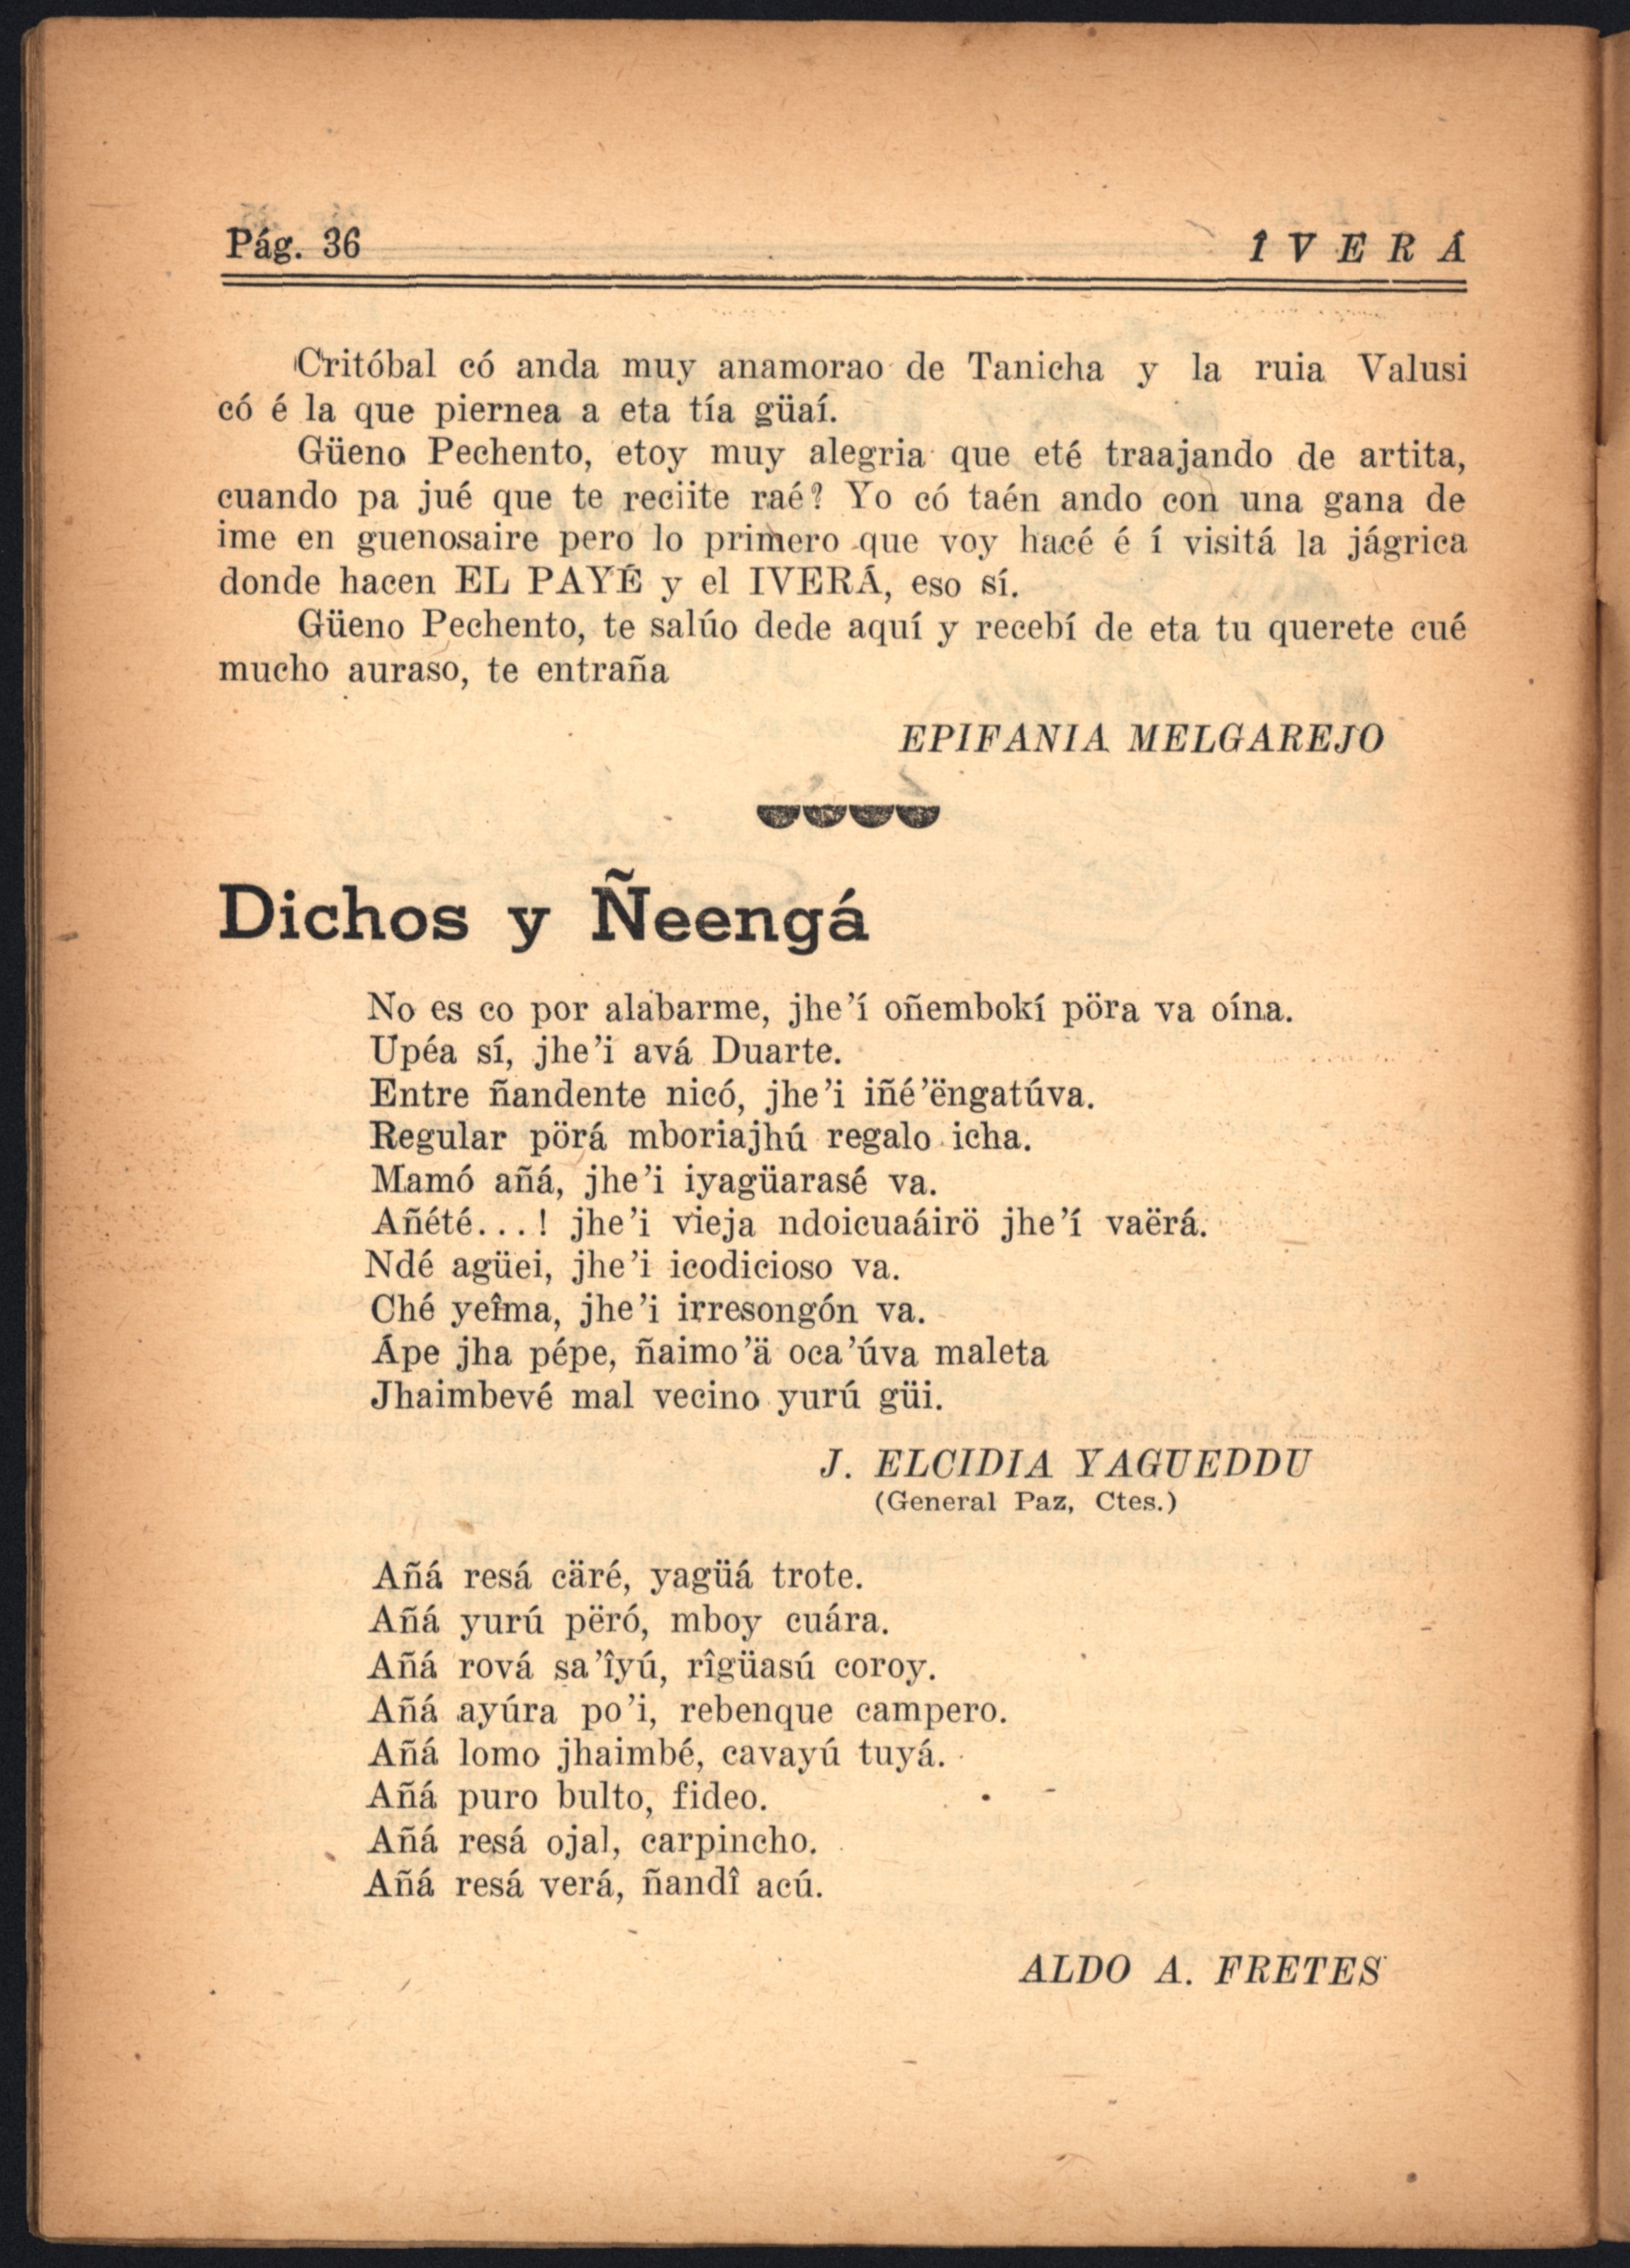 Pág. 36
Î V E R Á
Critóbal có anda muy anamorao de Tanicha y la ruia Valusi
có é la que piernea a eta tía güaí.
Güeno Pechento, etoy muy alegria que eté traajando de artita,
cuando pa jué que te reciite raé? Yo có taén ando con una gana de
ime en guenosaire pero lo primero que voy hacé é í visitá la jágrica
donde hacen EL PAYÉ y el IVERÁ, eso sí.
Güeno Pechento, te salúo dede aquí y recebí de eta tu querete cué
mucho auraso, te entraña
EPIFANIA MELGAREJO
Dichos y Ñeengá
No es co por alabarme, jhe'í oñembokí pöra va oína.
Upéa sí, jhe'i avá Duarte.
Entre ñandente nicó, jhe'i iñé'ëngatúva.
Regular pörá mboriajhú regalo icha.
Mamó añá, jhe'i iyagüarasé va.
Añété...! jhe'i vieja ndoicuaáirö jhe'í vaërá.
Ndé agüei, jhe'i icodicioso va.
Ché yeîma, jhe'i irresongón va.
Ápe jha pépe, ñaimo'ä oca'úva maleta
Jhaimbevé mal vecino yurú güi.
J. ELCIDIA YAGUEDDU
(General Paz, Ctes.)
Añá resá cäré, yagüá trote.
Añá yurú përó, mboy cuára.
Añá rová sa'îyú, rîgüasú coroy.
Añá ayúra po'i, rebenque campero.
Añá lomo jhaimbé, cavayú tuyá.
Añá puro bulto, fideo.
Añá resá ojal, carpincho.
Añá resá verá, ñandî acú.
ALDO A. FRETES